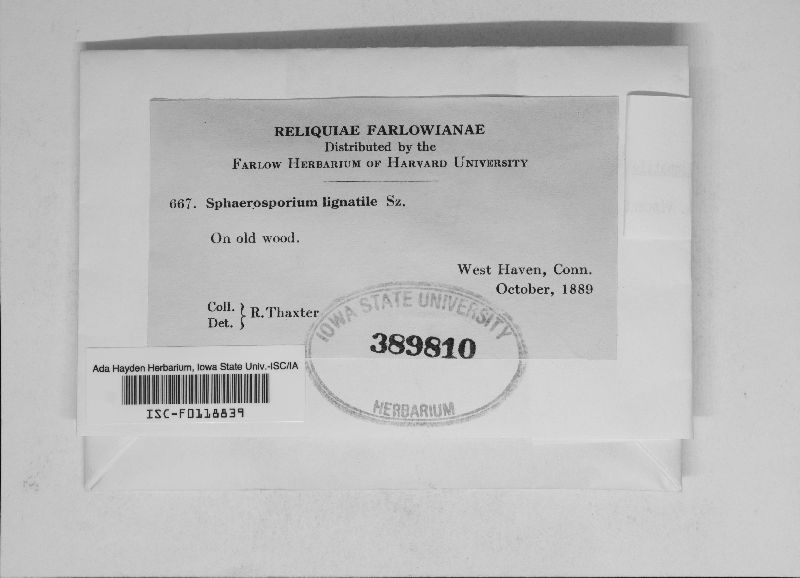 RELIQUIAE FARLOWIANAE
Distributed by the
FARLOW HERBARIUM OF HARVARD UNIVERSITY
667. Sphaerosporium lignatile Sz.
On old wood.
West Haven, Conn.
October, 1889
Coll. } R. Thaxter
Det.
IOWA STATE UNIVERSITY
389810
HERBARIUM
Ada Hayden Herbarium, Iowa State Univ.-ISC/IA
ISC-F0118839